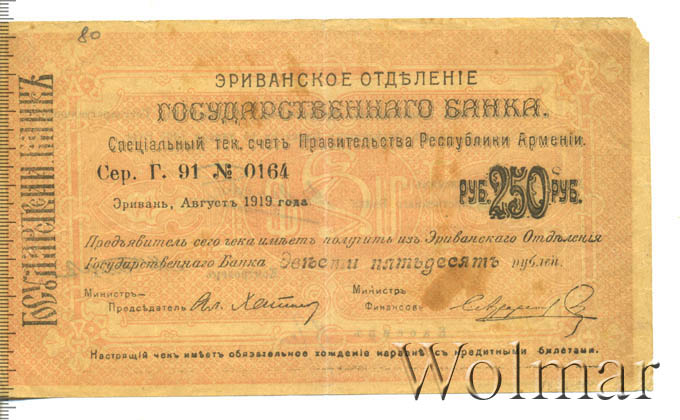 80
ЭРИВАНСКОЕ ОТДѢЛЕНІЕ
ГОСУДАРСТВЕННАГО БАНКА.
Спеціальный тек. счетъ Правительства Республики Арменіи.
Сер. Г. 91 № 0164
РУБ. 250 РУБ.
Эривань, Августъ 1919 года
Предъявитель сего чека имѣетъ получить изъ Эриванскаго Отдѣленія
Государственнаго Банка Двѣсти пятьдесятъ рублей.
Министръ-
Предсѣдатель
Министръ
Финансовъ
Настоящій чекъ имѣетъ обязательное хожденіе наравнѣ съ кредитными билетами.
Wolmar